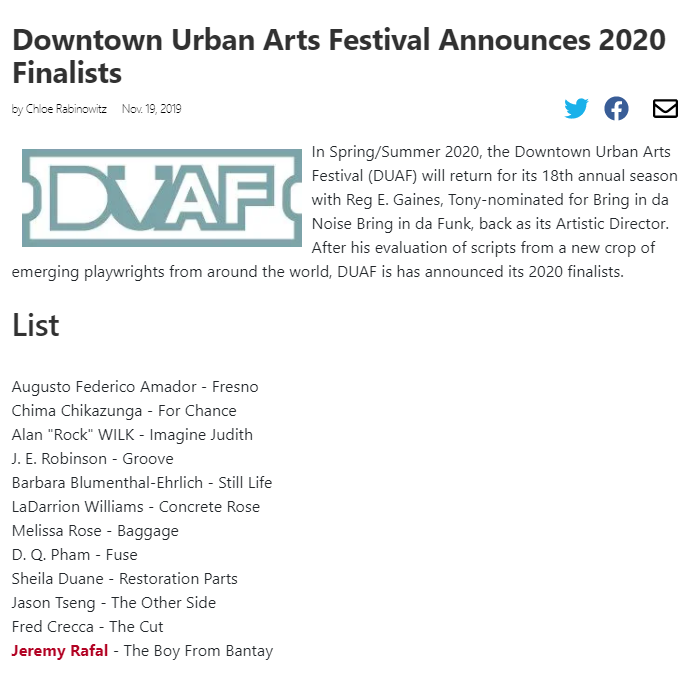 Downtown Urban Arts Festival Announces 2020
Finalists
by Chloe Rabinowitz Nov. 19, 2019
DUAF
In Spring/Summer 2020, the Downtown Urban Arts
Festival (DUAF) will return for its 18th annual season
with Reg E. Gaines, Tony-nominated for Bring in da
Noise Bring in da Funk, back as its Artistic Director.
After his evaluation of scripts from a new crop of
emerging playwrights from around the world, DUAF is has announced its 2020 finalists.
List
Augusto Federico Amador - Fresno
Chima Chikazunga - For Chance
Alan "Rock" WILK - Imagine Judith
J. E. Robinson - Groove
Barbara Blumenthal-Ehrlich - Still Life
LaDarrion Williams - Concrete Rose
Melissa Rose - Baggage
D. Q. Pham - Fuse
Sheila Duane - Restoration Parts
Jason Tseng - The Other Side
Fred Crecca - The Cut
Jeremy Rafal - The Boy From Bantay